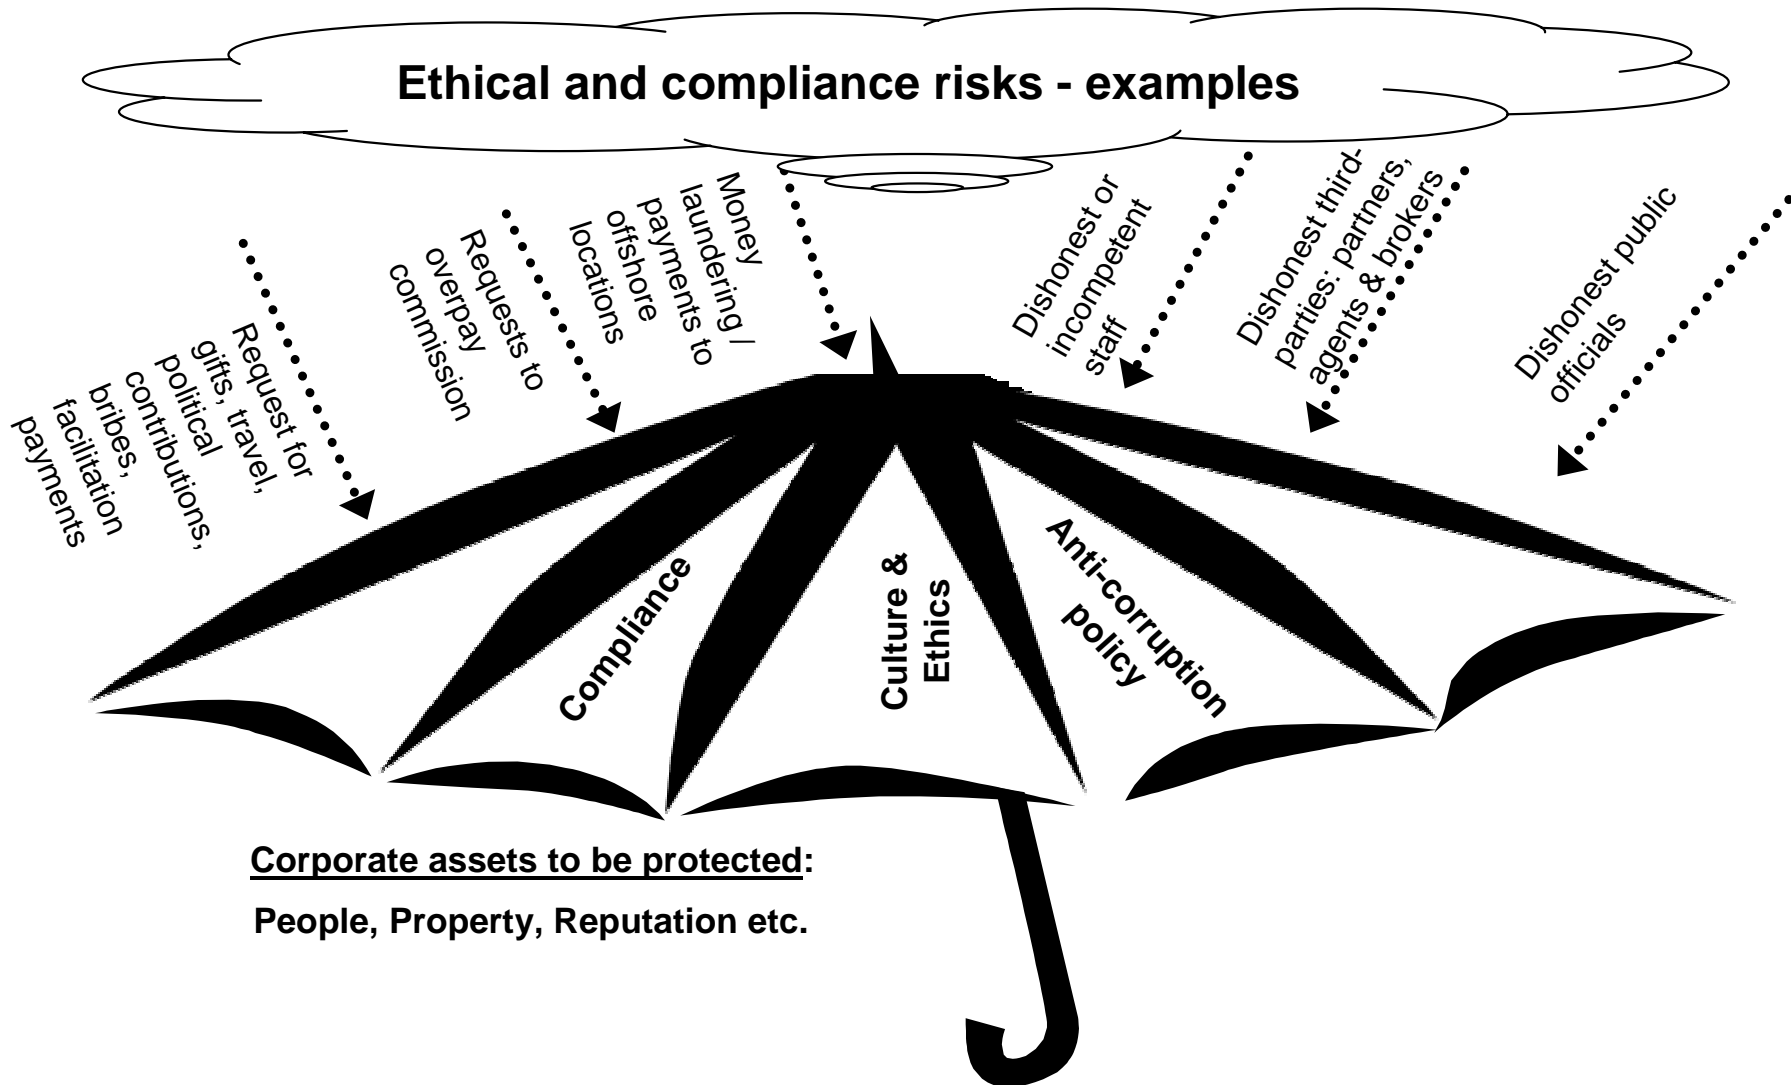 Ethical and compliance risks - examples
Request for
gifts, travel,
political
contributions,
bribes,
facilitation
payments
Requests to
overpay
commission
Money
laundering /
payments to
offshore
locations
Dishonest or
incompetent
staff
Dishonest third-
parties: partners,
agents & brokers
Dishonest public
officials
Compliance
Culture &
Ethics
Anti-corruption
policy
Corporate assets to be protected:
People, Property, Reputation etc.